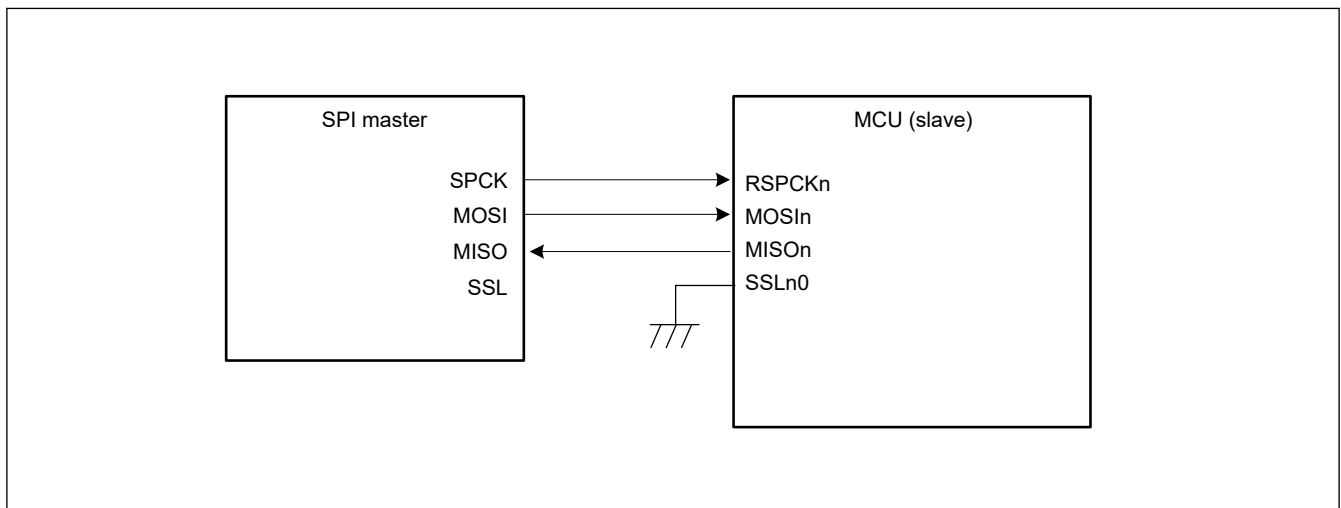 SPI master
SPCK
MOSI
MISO
SSL
MCU (slave)
RSPCKn
MOSIn
MISOn
SSLn0